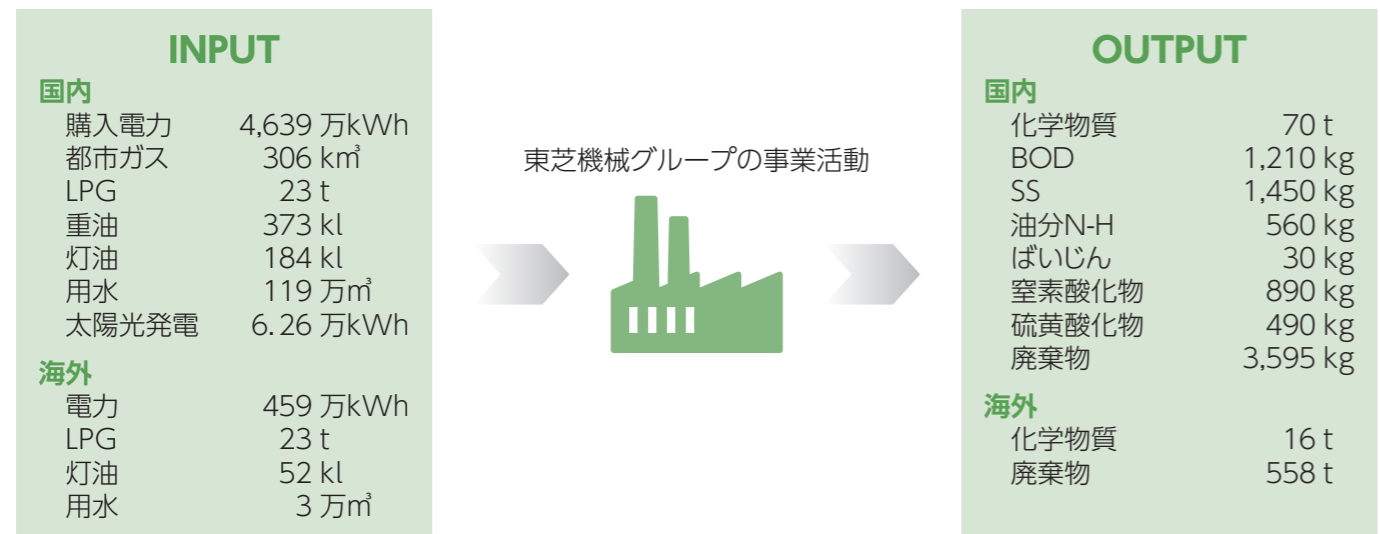 INPUT
国内
購入電力 4,639 万kWh
都市ガス 306 km³
LPG 23 t
重油 373 kl
灯油 184 kl
用水 119 万m³
太陽光発電 6.26 万kWh
海外
電力 459 万kWh
LPG 23 t
灯油 52 kl
用水 3 万m³
東芝機械グループの事業活動
OUTPUT
国内
化学物質 70 t
BOD 1,210 kg
SS 1,450 kg
油分N-H 560 kg
ばいじん 30 kg
窒素酸化物 890 kg
硫黄酸化物 490 kg
廃棄物 3,595 kg
海外
化学物質 16 t
廃棄物 558 t